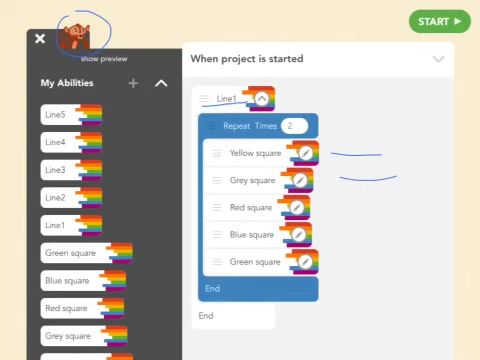 START
show preview
When project is started
My Abilities
Line1
Repeat Times 2
Line5
Line4
Line3
Line2
Line1
Green square
Blue square
Red square
Grey square
Yellow square
Grey square
Red square
Blue square
Green square
End
End